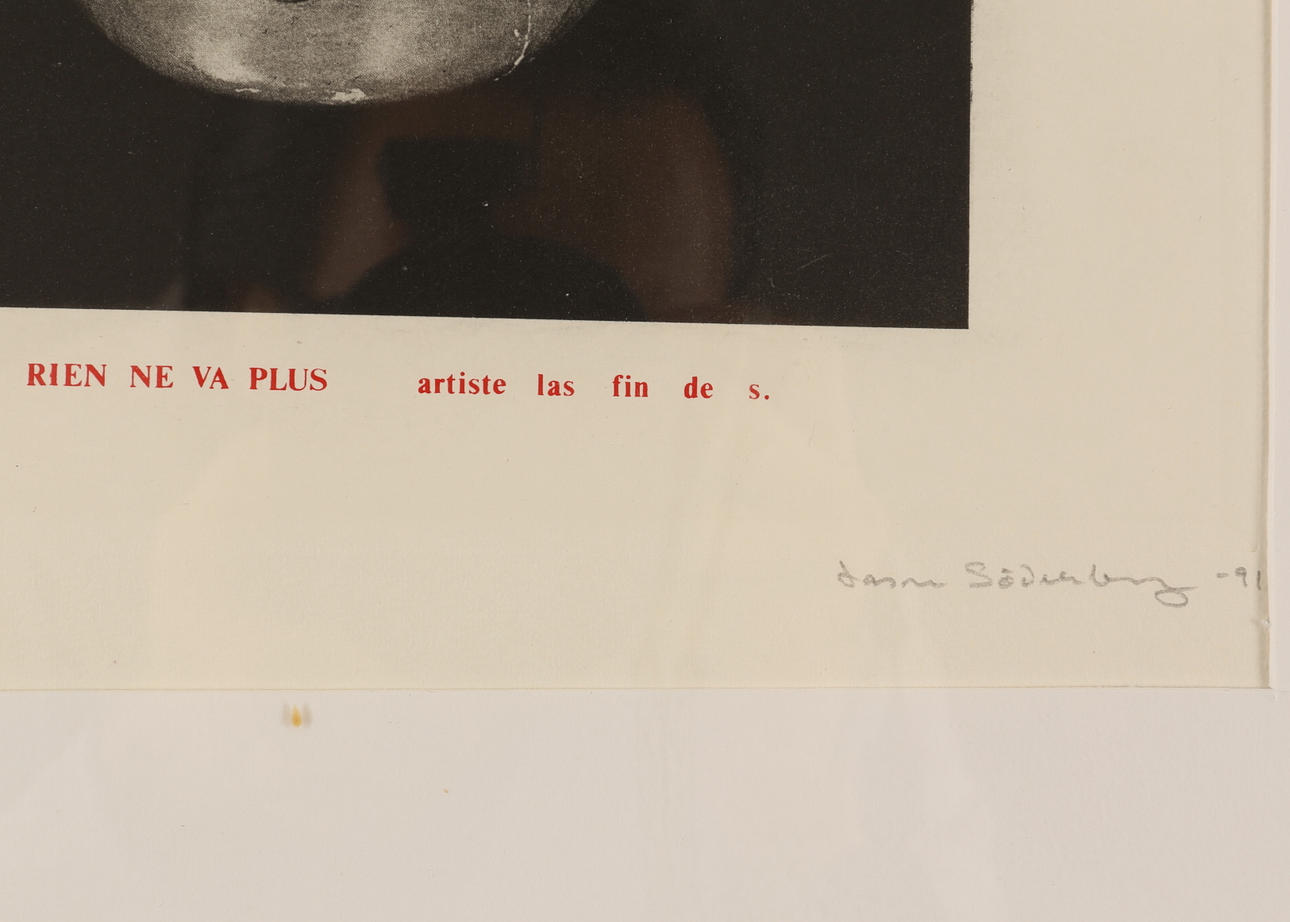 RIEN NE VA PLUS artiste las fin de s.
Söderberg -91